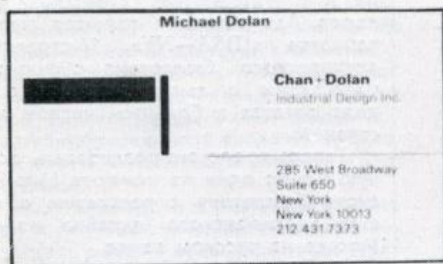 Michael Dolan
Chan + Dolan
Industrial Design Inc.
285 West Broadway
Suite 650
New York
New York 10013
212.431.7373